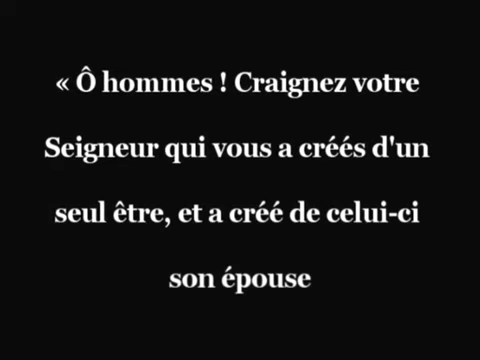 « Ô hommes ! Craignez votre
Seigneur qui vous a créés d'un
seul être, et a créé de celui-ci
son épouse